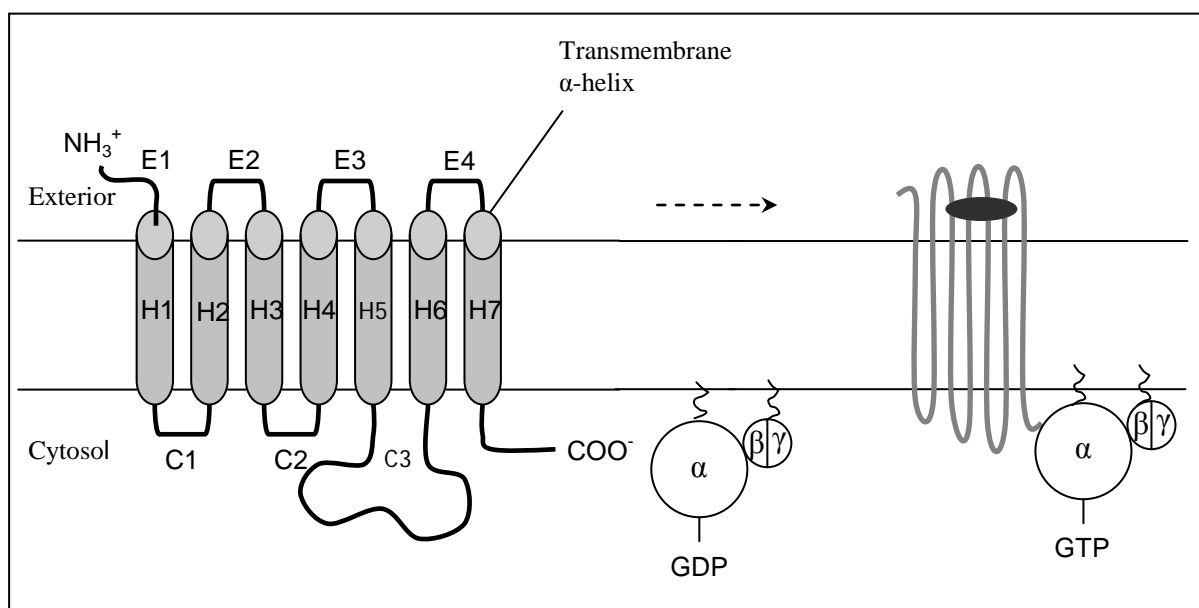 Transmembrane
α-helix
NH₃⁺
E1 E2 E3 E4
Exterior
H1 H2 H3 H4 H5 H6 H7
Cytosol
C1 C2 C3
COO⁻
α β γ
GDP
α β γ
GTP